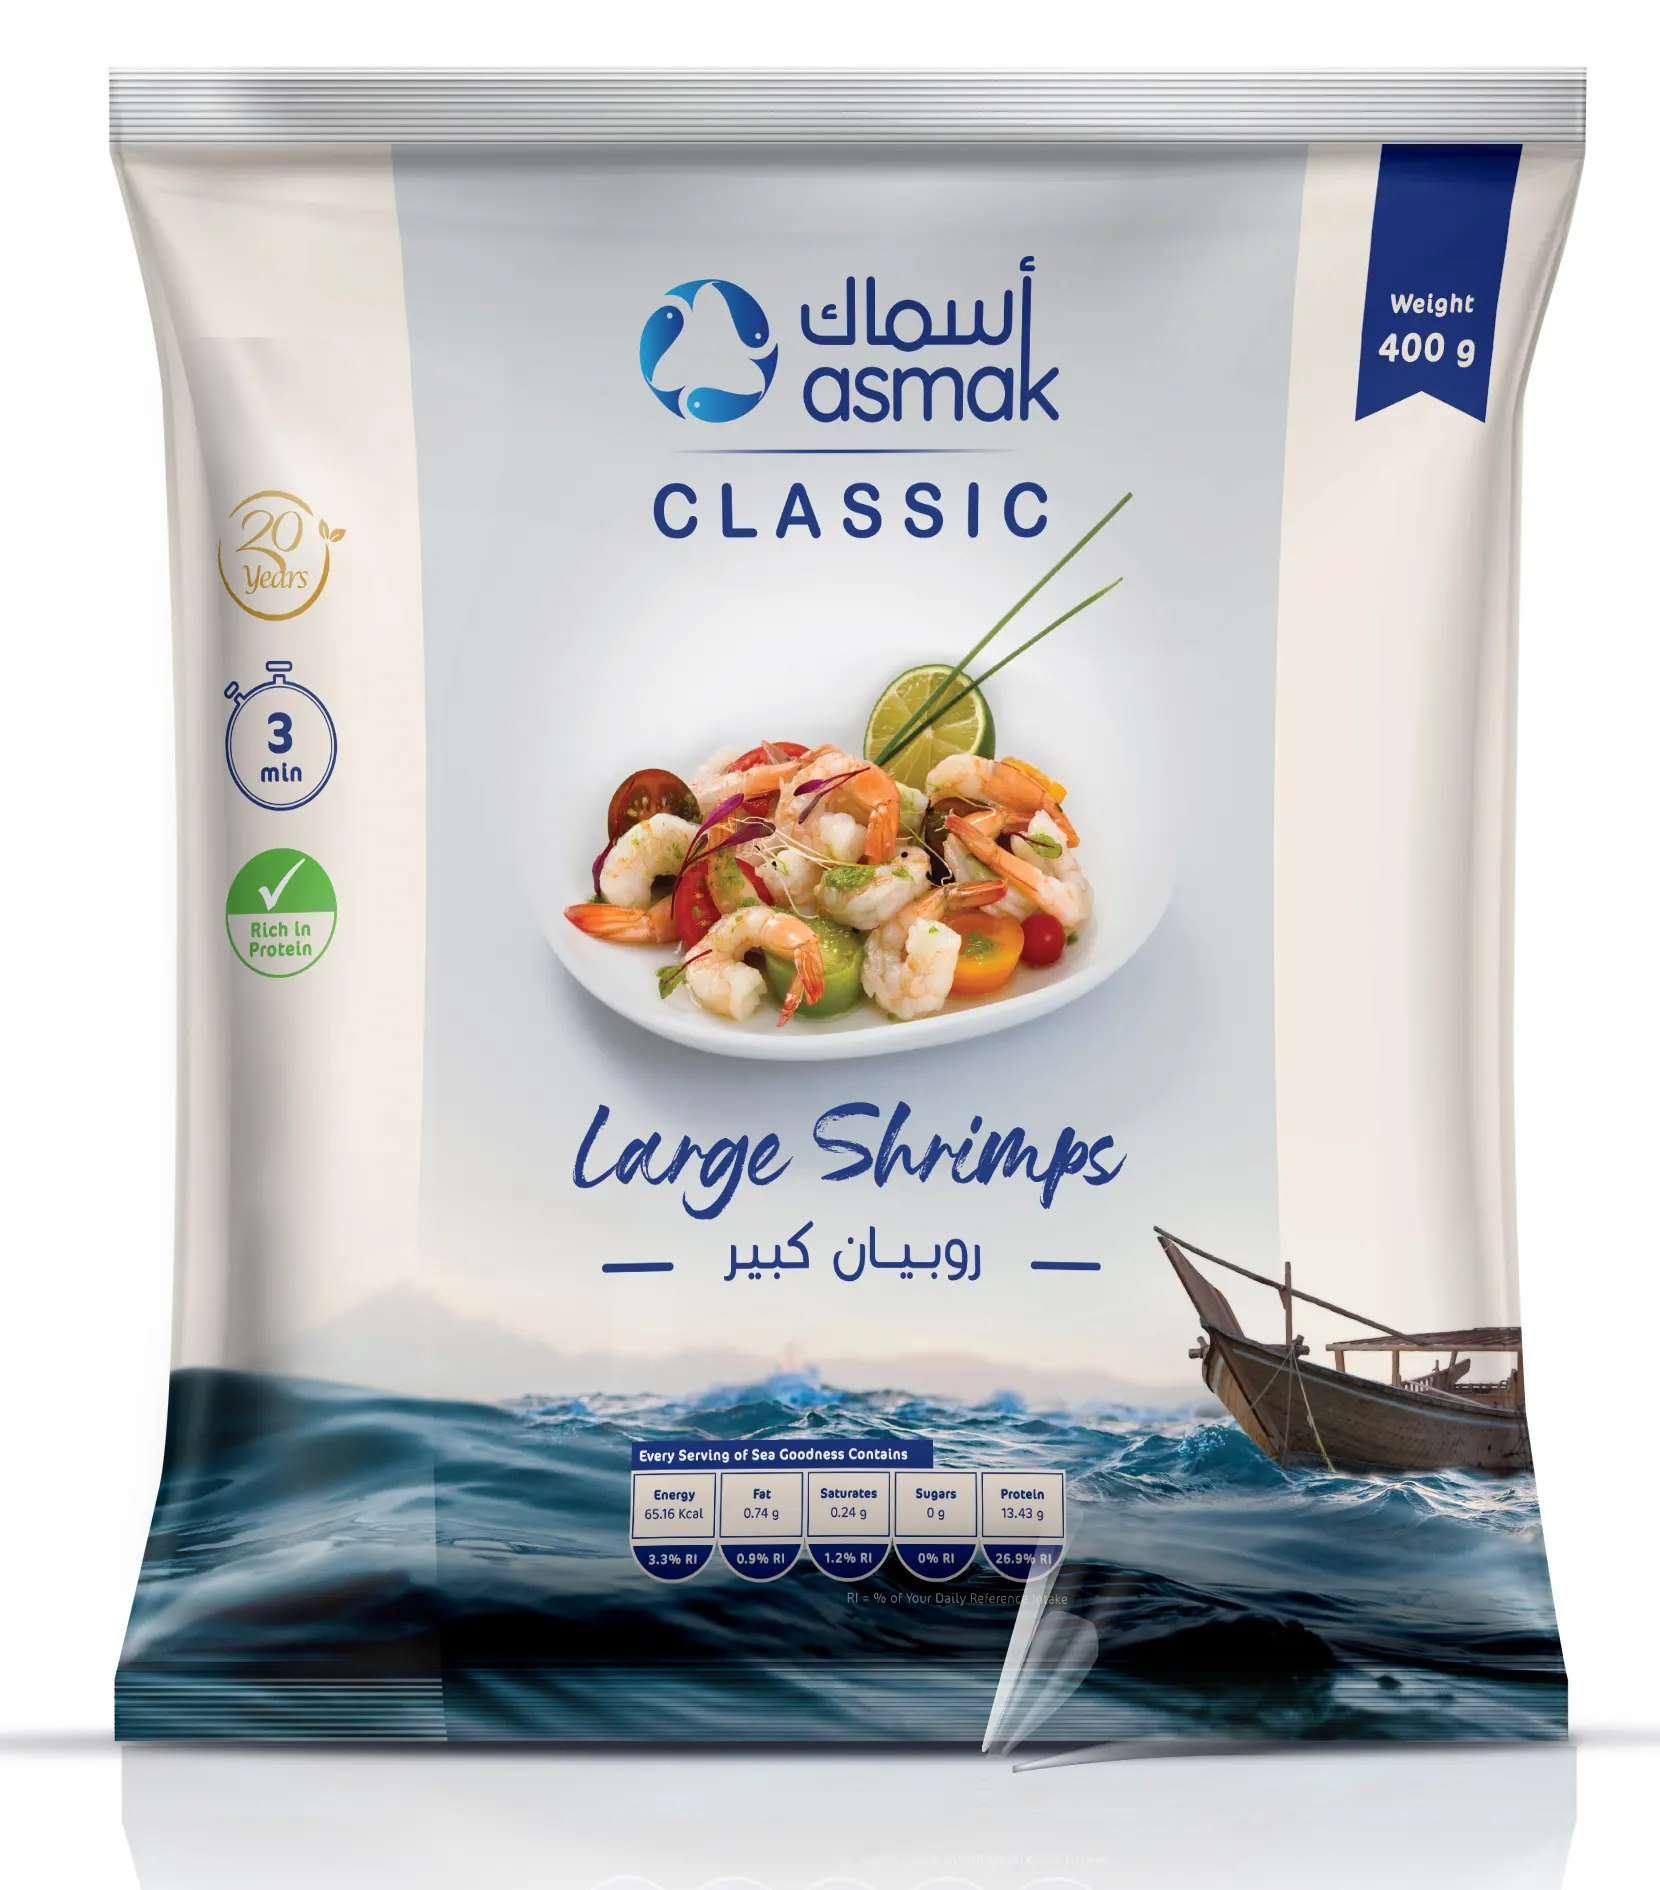 أسماك
asmak
CLASSIC
Weight
400 g
20
Years
3
min
Rich in
Protein
Large Shrimps
روبيان كبير
Every Serving of Sea Goodness Contains
Energy Fat Saturates Sugars Protein
65.16 Kcal 0.74 g 0.24 g 0 g 13.43 g
3.3% RI 0.9% RI 1.2% RI 0% RI 26.9% RI
RI = % of Your Daily Reference Intake